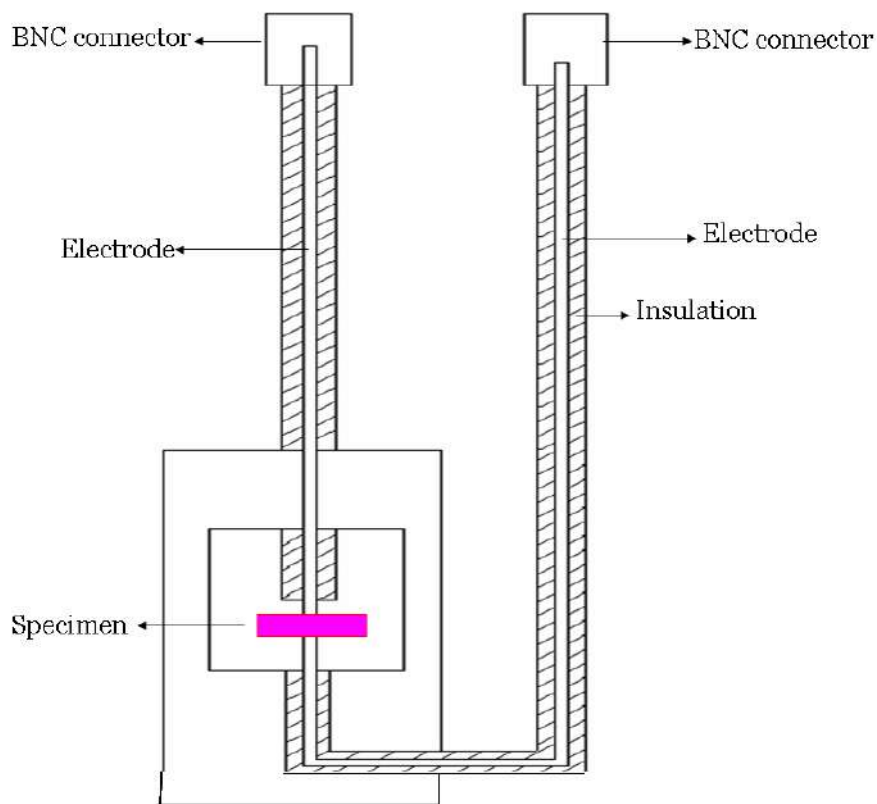 BNC connector
BNC connector
Electrode
Electrode
Insulation
Specimen